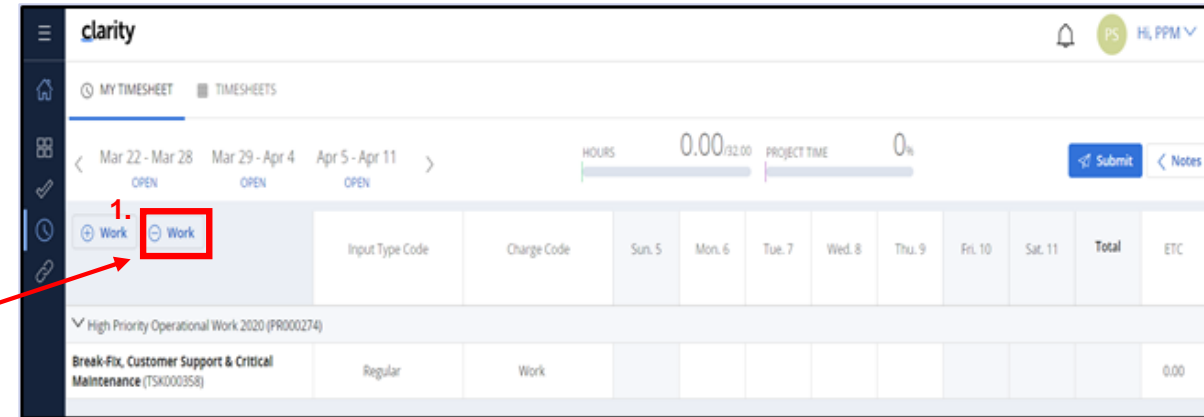 clarity
PS Hi, PPM
MY TIMESHEET TIMESHEETS
Mar 22 - Mar 28 Mar 29 - Apr 4 Apr 5 - Apr 11 HOURS 0.00/32.00 PROJECT TIME 0% Submit Notes
OPEN OPEN OPEN
1.
Work Work Input Type Code Charge Code Sun. 5 Mon. 6 Tue. 7 Wed. 8 Thu. 9 Fri. 10 Sat. 11 Total ETC
High Priority Operational Work 2020 (PR000274)
Break-Fix, Customer Support & Critical
Maintenance (TSK000358) Regular Work 0.00